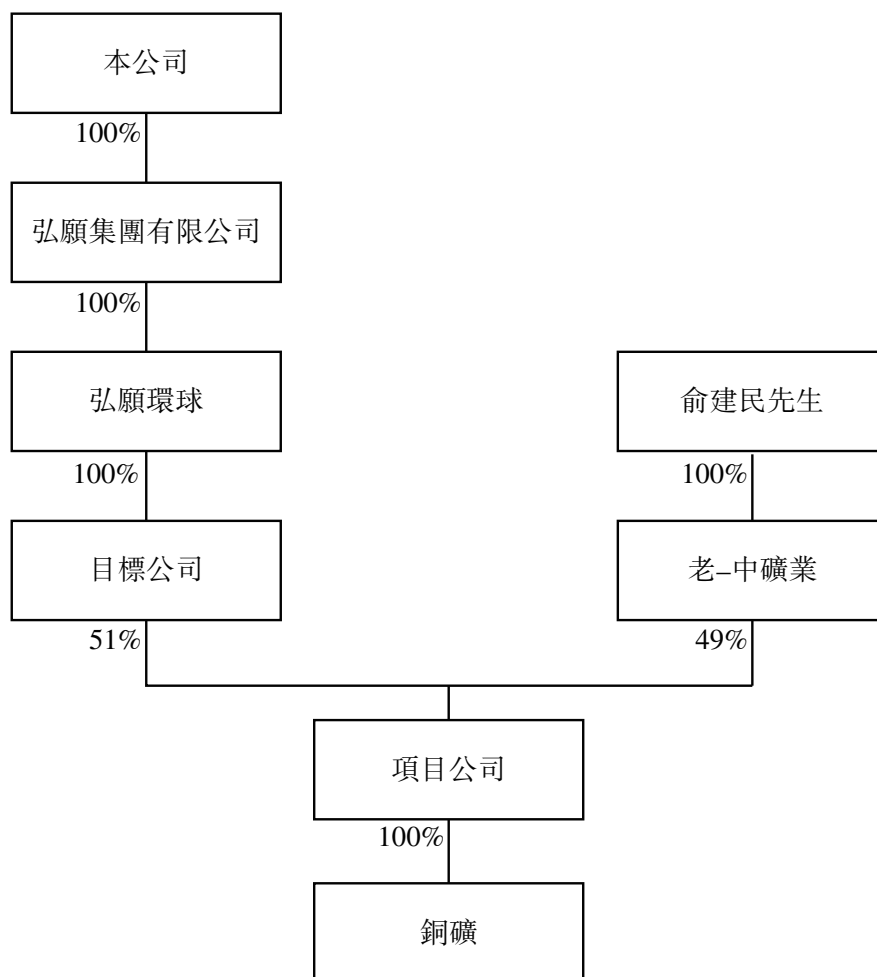 本公司
100%
弘願集團有限公司
100%
弘願環球
俞建民先生
100%
100%
目標公司
老–中礦業
51%
49%
項目公司
100%
銅礦